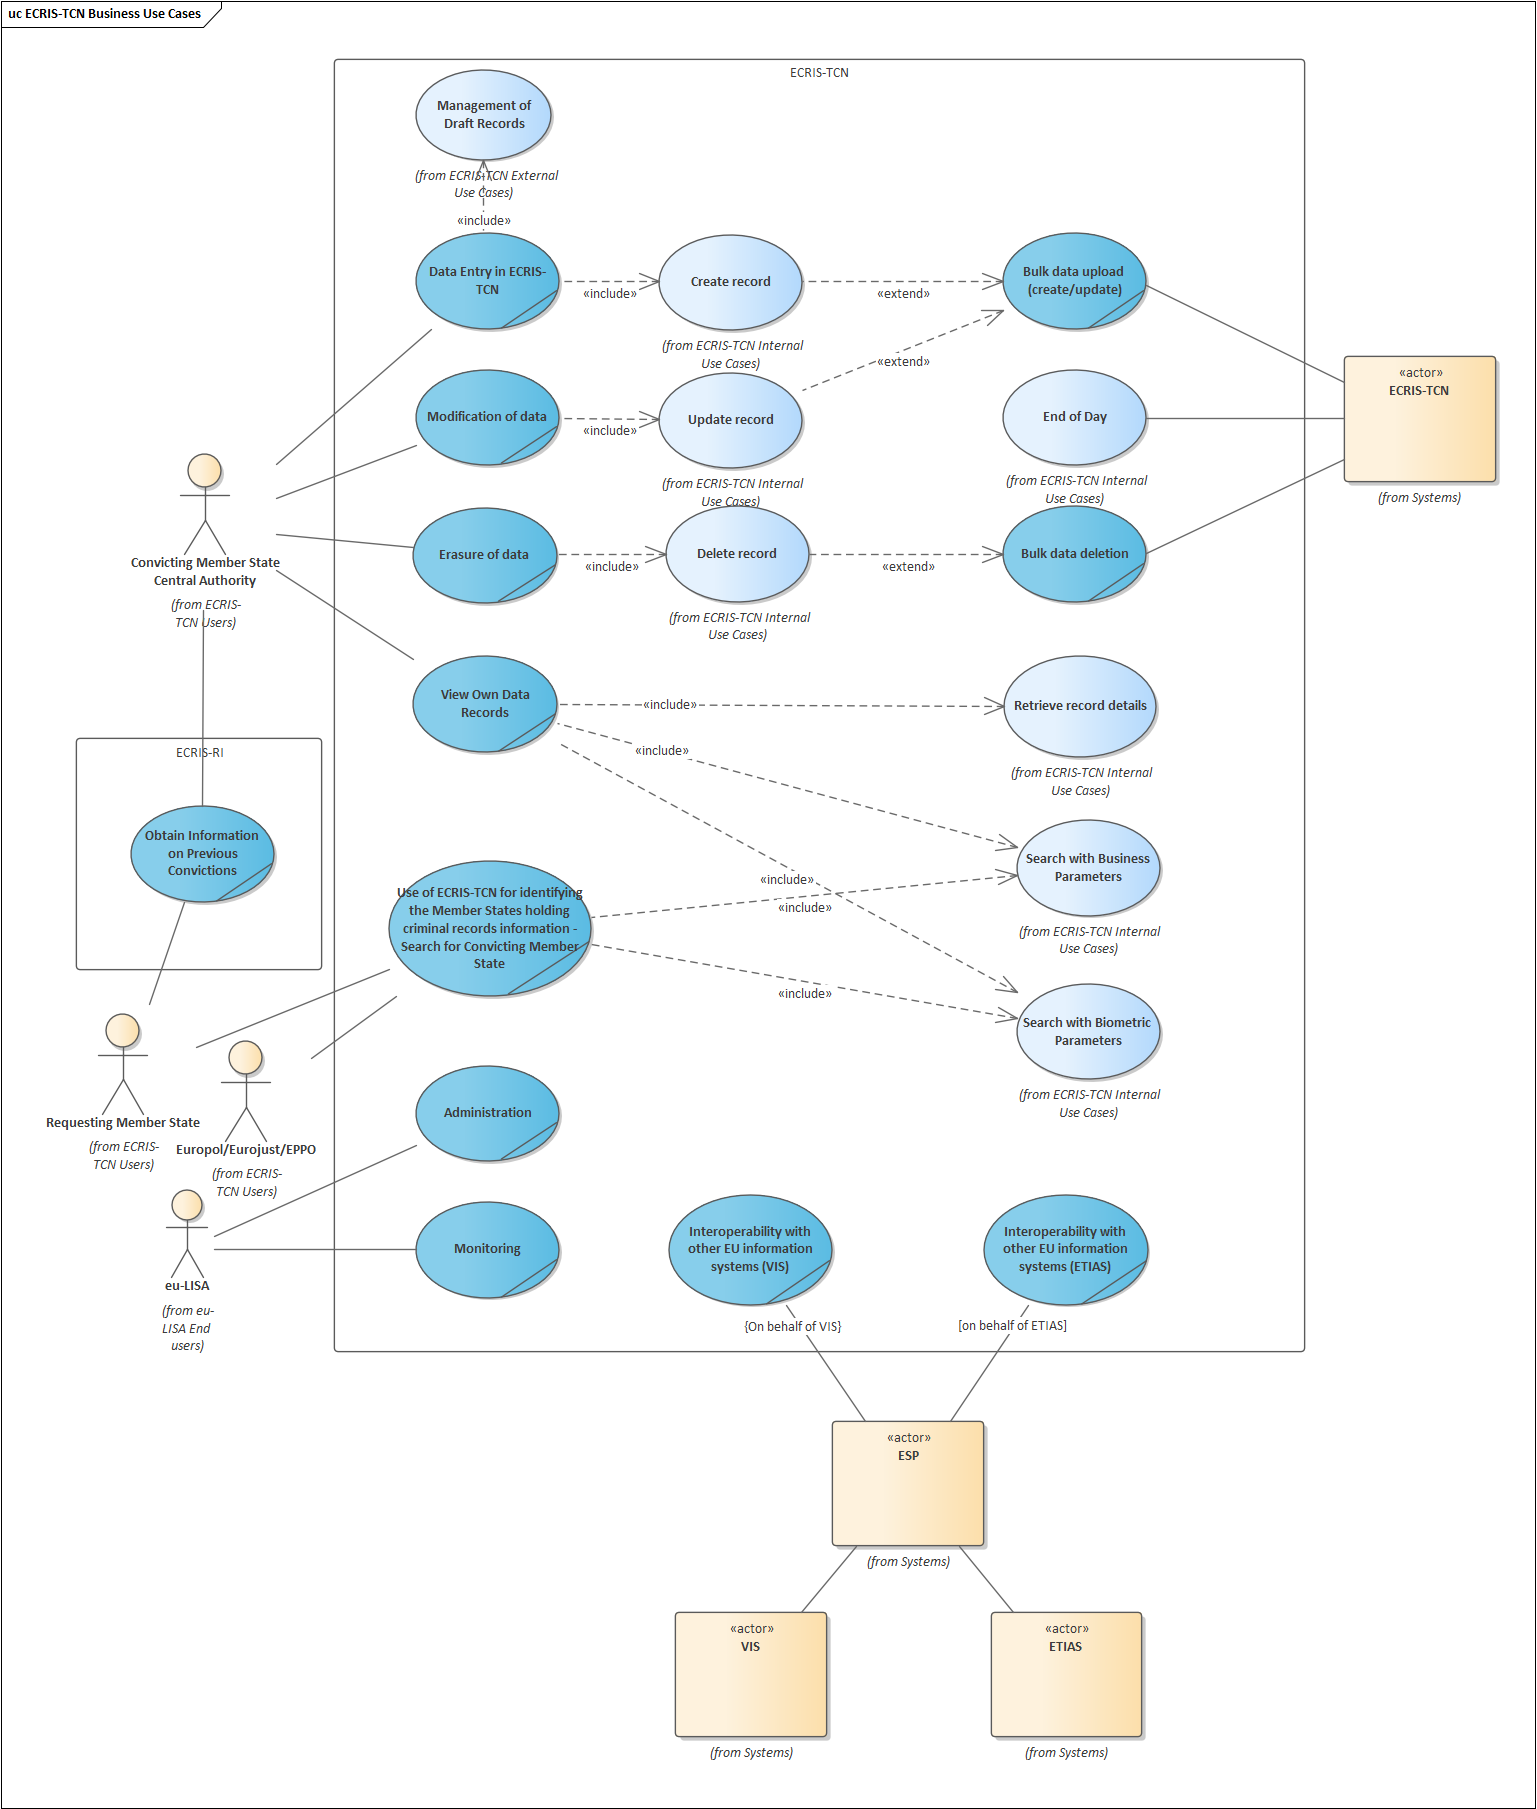 uc ECRIS-TCN Business Use Cases
ECRIS-TCN
Management of
Draft Records
(from ECRIS-TCN External
Use Cases)
«include»
Data Entry in ECRIS-
TCN
«include»
Create record
(from ECRIS-TCN Internal
Use Cases)
«extend»
Bulk data upload
(create/update)
«extend»
«actor»
ECRIS-TCN
(from Systems)
Modification of data
«include»
Update record
(from ECRIS-TCN Internal
Use Cases)
End of Day
(from ECRIS-TCN Internal
Use Cases)
Convicting Member State
Central Authority
(from ECRIS-
TCN Users)
Erasure of data
«include»
Delete record
(from ECRIS-TCN Internal
Use Cases)
«extend»
Bulk data deletion
View Own Data
Records
«include»
Retrieve record details
(from ECRIS-TCN Internal
Use Cases)
«include»
ECRIS-RI
Obtain Information
on Previous
Convictions
Search with Business
Parameters
(from ECRIS-TCN Internal
Use Cases)
«include»
«include»
Use of ECRIS-TCN for identifying
the Member States holding
criminal records information -
Search for Convicting Member
State
«include»
Search with Biometric
Parameters
(from ECRIS-TCN Internal
Use Cases)
Requesting Member State
(from ECRIS-
TCN Users)
Europol/Eurojust/EPPO
(from ECRIS-
TCN Users)
Administration
eu-LISA
(from eu-
LISA End
users)
Monitoring
Interoperability with
other EU information
systems (VIS)
Interoperability with
other EU information
systems (ETIAS)
{On behalf of VIS}
[on behalf of ETIAS]
«actor»
ESP
(from Systems)
«actor»
VIS
(from Systems)
«actor»
ETIAS
(from Systems)